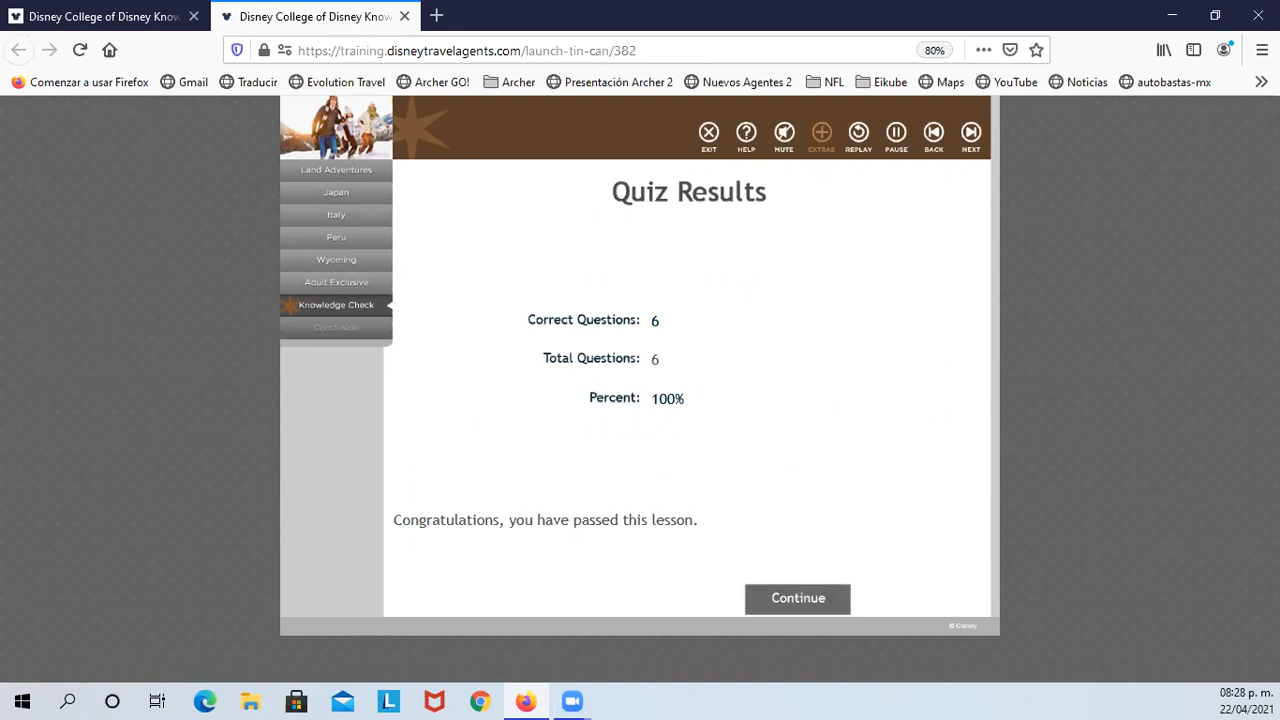 Disney College of Disney Know
Disney College of Disney Know
https://training.disneytravelagents.com/launch-tin-can/382
80%
Comenzar a usar Firefox
Gmail
Traducir
Evolution Travel
Archer GO!
Archer
Presentación Archer 2
Nuevos Agentes 2
NFL
Eikube
Maps
YouTube
Noticias
autobastas-mx
EXIT
HELP
MUTE
EXTRAS
REPLAY
PAUSE
BACK
NEXT
Land Adventures
Japan
Italy
Peru
Wyoming
Adult Exclusive
Knowledge Check
Conclusion
Quiz Results
Correct Questions: 6
Total Questions: 6
Percent: 100%
Congratulations, you have passed this lesson.
Continue
© Disney
08:28 p. m.
22/04/2021